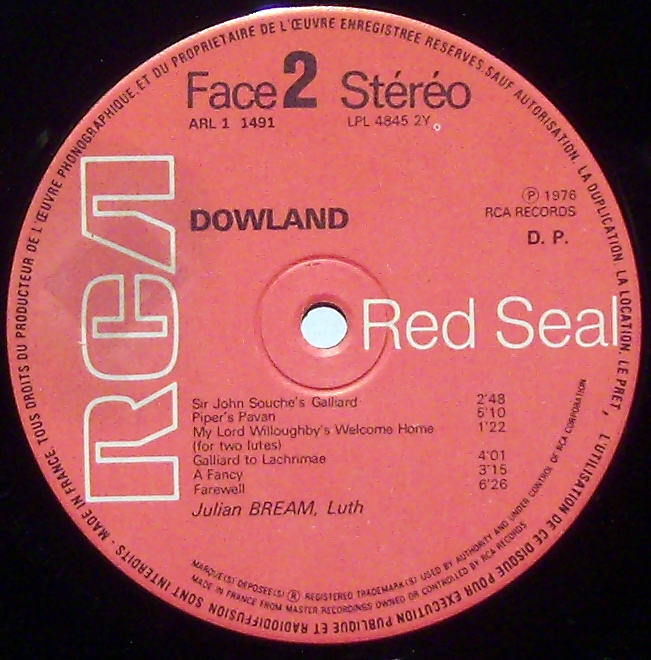 Face 2 Stéréo
ARL 1 1491 LPL 4845 2Y
℗ 1976
RCA RECORDS
D. P.
DOWLAND
RCA
Red Seal
Sir John Souche's Galliard 2'48
Piper's Pavan 5'10
My Lord Willoughby's Welcome Home 1'22
(for two lutes)
Galliard to Lachrimae 4'01
A Fancy 3'15
Farewell 6'26
Julian BREAM, Luth
MARQUE(S) DEPOSEE(S) ® REGISTERED TRADEMARK(S) USED BY AUTHORITY AND UNDER CONTROL OF RCA CORPORATION
MADE IN FRANCE FROM MASTER RECORDINGS OWNED OR CONTROLLED BY RCA RECORDS
MADE IN FRANCE. TOUS DROITS DU PRODUCTEUR DE L'ŒUVRE PHONOGRAPHIQUE ET DU PROPRIETAIRE DE L'ŒUVRE ENREGISTREE RESERVES. SAUF AUTORISATION, LA DUPLICATION, LA LOCATION, LE PRET, L'UTILISATION DE CE DISQUE POUR EXECUTION PUBLIQUE ET RADIODIFFUSION SONT INTERDITS -